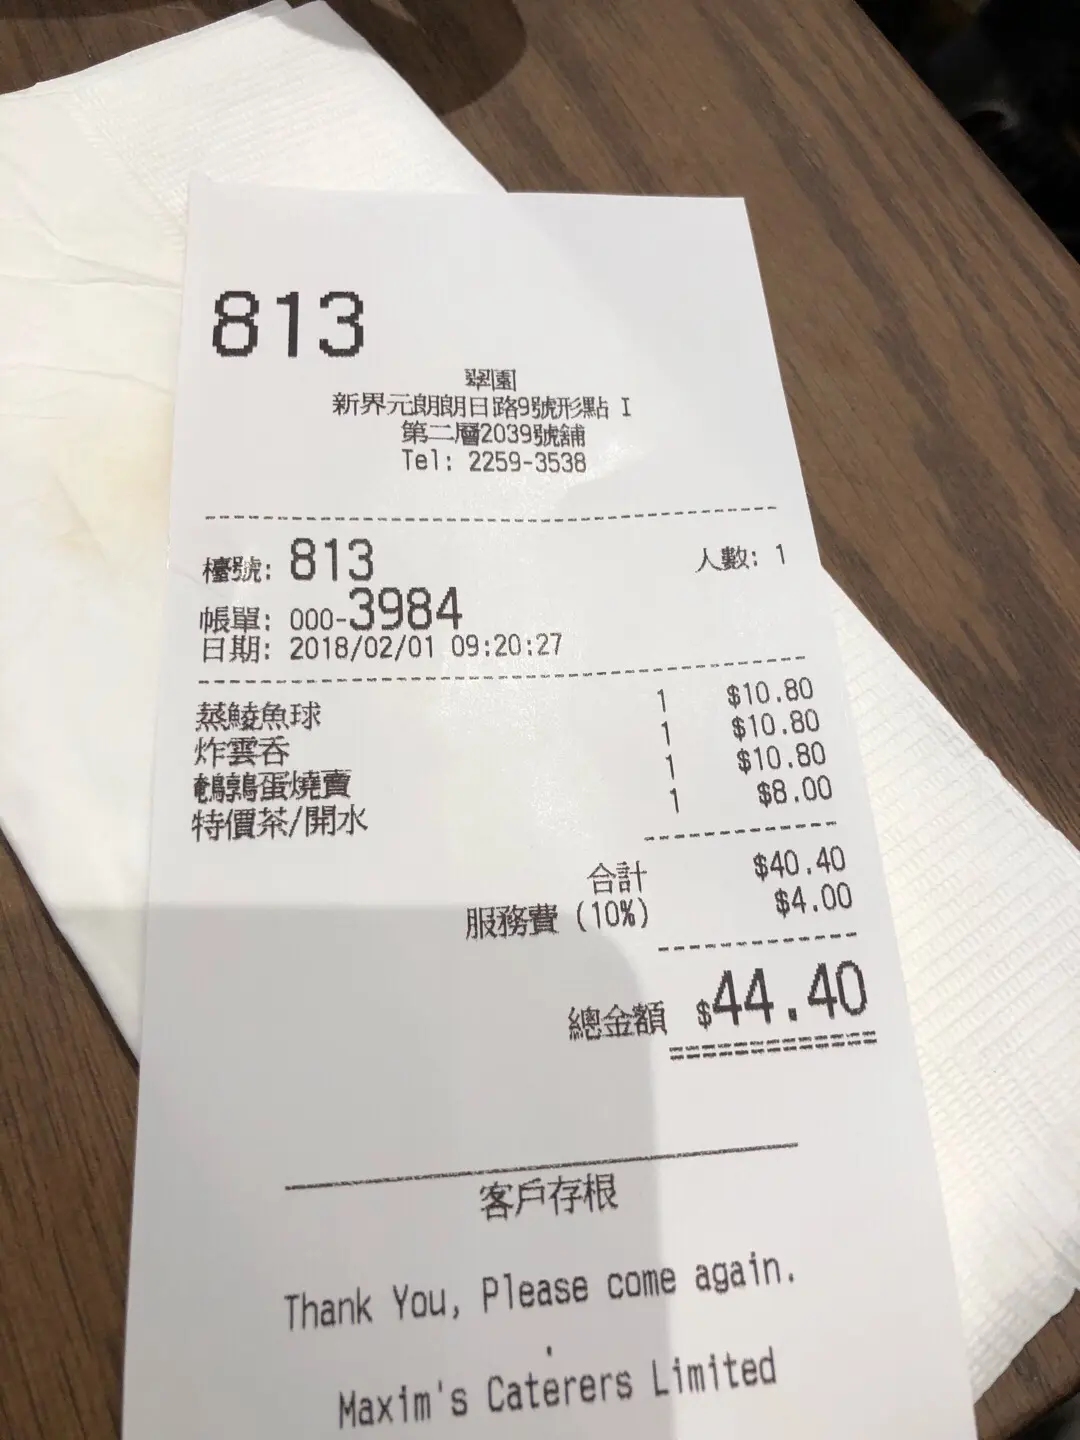 813
翠園
新界元朗朗日路9號形點 I
第二層2039號舖
Tel: 2259-3538
檯號: 813 人數: 1
帳單: 000-3984
日期: 2018/02/01 09:20:27
蒸鯪魚球 1 $10.80
炸雲吞 1 $10.80
鵪鶉蛋燒賣 1 $10.80
特價茶/開水 1 $8.00
合計 $40.40
服務費 (10%) $4.00
總金額 $44.40
客戶存根
Thank You, Please come again.
.
Maxim's Caterers Limited